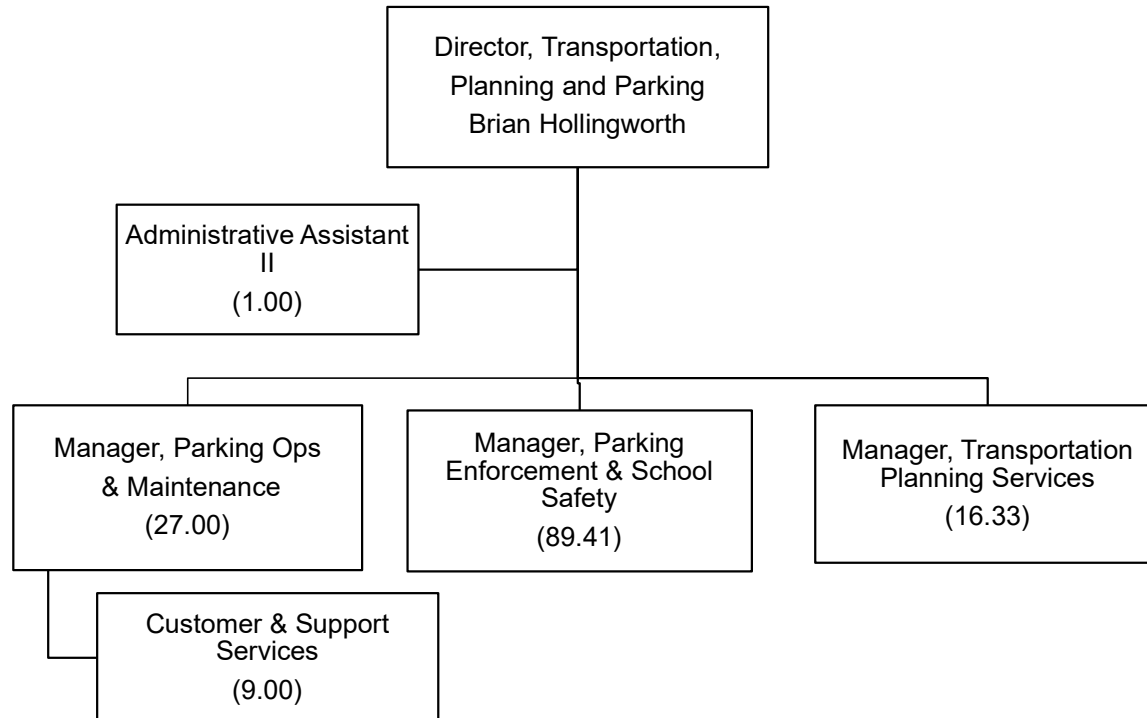 Director, Transportation,
Planning and Parking
Brian Hollingworth
Administrative Assistant
II
(1.00)
Manager, Parking Ops
& Maintenance
(27.00)
Manager, Parking
Enforcement & School
Safety
(89.41)
Manager, Transportation
Planning Services
(16.33)
Customer & Support
Services
(9.00)